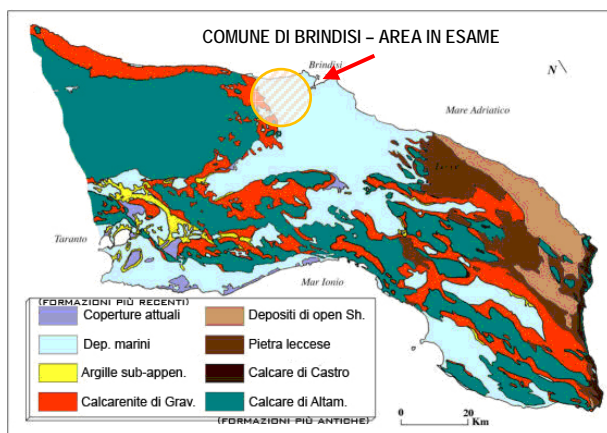 COMUNE DI BRINDISI – AREA IN ESAME
Brindisi
N
Mare Adriatico
Lecce
Taranto
Mar Ionio
(FORMAZIONI PIÙ RECENTI)
Coperture attuali
Depositi di open Sh.
Dep. marini
Pietra leccese
Argille sub-appen.
Calcare di Castro
Calcarenite di Grav.
Calcare di Altam.
(FORMAZIONI PIÙ ANTICHE)
0 20
Km